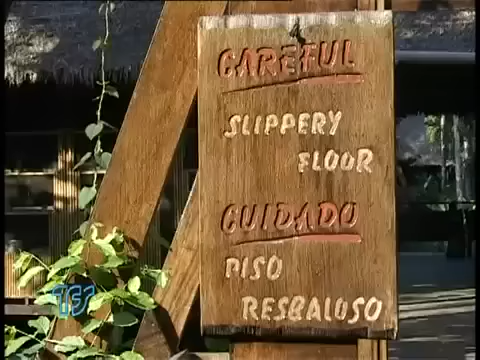 CAREFUL
SLIPPERY
FLOOR
CUIDADO
PISO
RESBALOSO